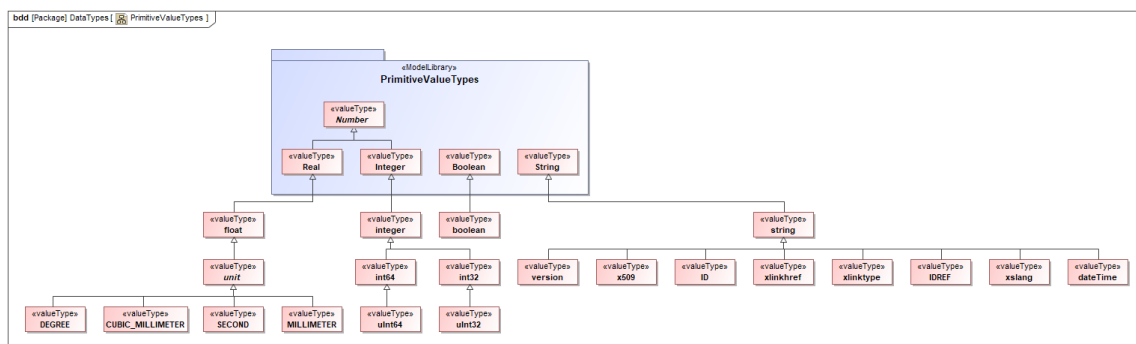 bdd [Package] DataTypes [ PrimitiveValueTypes ]
«ModelLibrary»
PrimitiveValueTypes
«valueType»
Number
«valueType»
Real
«valueType»
Integer
«valueType»
Boolean
«valueType»
String
«valueType»
float
«valueType»
integer
«valueType»
boolean
«valueType»
string
«valueType»
unit
«valueType»
int64
«valueType»
int32
«valueType»
version
«valueType»
x509
«valueType»
ID
«valueType»
xlinkhref
«valueType»
xlinktype
«valueType»
IDREF
«valueType»
xslang
«valueType»
dateTime
«valueType»
DEGREE
«valueType»
CUBIC_MILLIMETER
«valueType»
SECOND
«valueType»
MILLIMETER
«valueType»
uInt64
«valueType»
uInt32